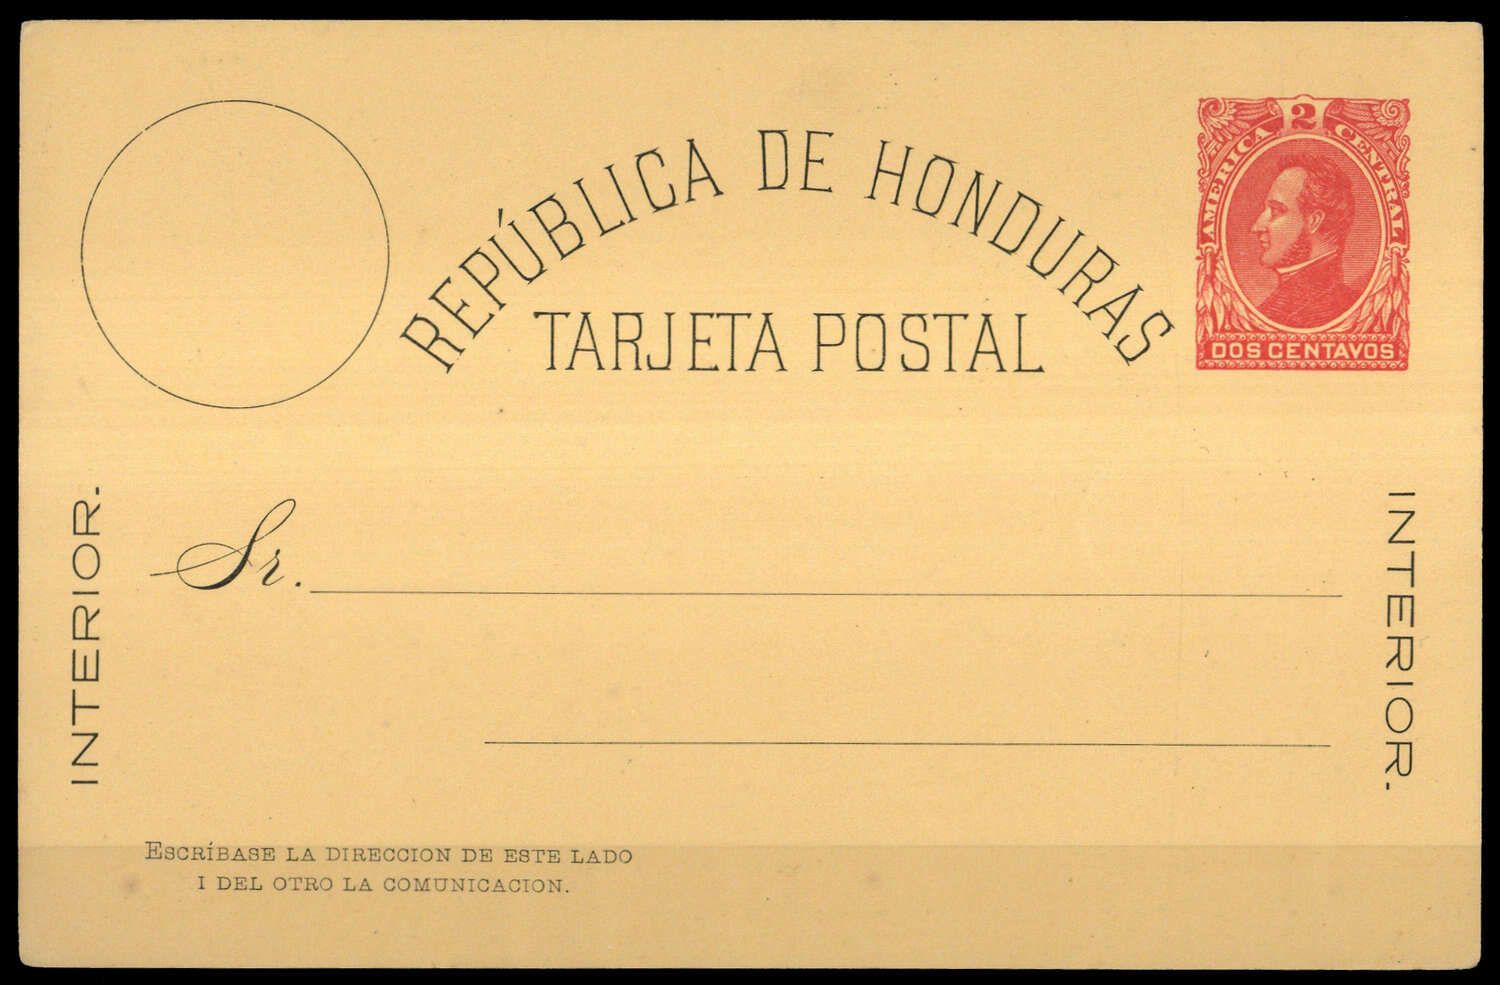 REPÚBLICA DE HONDURAS
TARJETA POSTAL
2
AMERICA CENTRAL
DOS CENTAVOS
INTERIOR.
Sr.
INTERIOR.
ESCRÍBASE LA DIRECCION DE ESTE LADO
I DEL OTRO LA COMUNICACION.